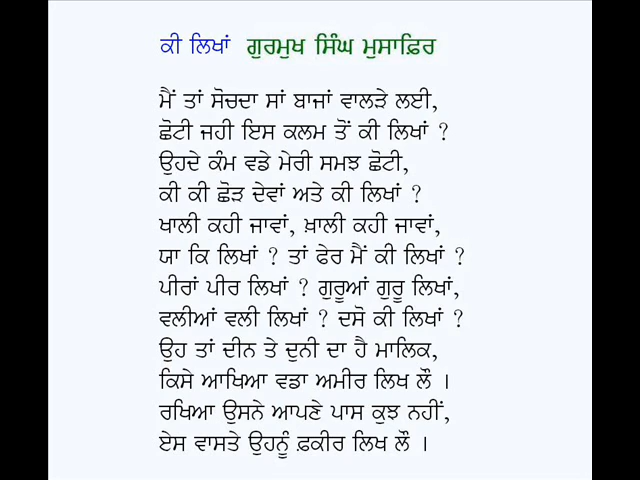 ਕੀ ਲਿਖਾਂ ਗੁਰਮੁਖ ਸਿੰਘ ਮੁਸਾਫ਼ਿਰ
ਮੈਂ ਤਾਂ ਸੋਚਦਾ ਸਾਂ ਬਾਜਾਂ ਵਾਲੜੇ ਲਈ,
ਛੋਟੀ ਜਹੀ ਇਸ ਕਲਮ ਤੋਂ ਕੀ ਲਿਖਾਂ ?
ਉਹਦੇ ਕੰਮ ਵਡੇ ਮੇਰੀ ਸਮਝ ਛੋਟੀ,
ਕੀ ਕੀ ਛੋੜ ਦੇਵਾਂ ਅਤੇ ਕੀ ਲਿਖਾਂ ?
ਖਾਲੀ ਕਹੀ ਜਾਵਾਂ, ਖ਼ਾਲੀ ਕਹੀ ਜਾਵਾਂ,
ਯਾ ਕਿ ਲਿਖਾਂ ? ਤਾਂ ਫੇਰ ਮੈਂ ਕੀ ਲਿਖਾਂ ?
ਪੀਰਾਂ ਪੀਰ ਲਿਖਾਂ ? ਗੁਰੂਆਂ ਗੁਰੂ ਲਿਖਾਂ,
ਵਲੀਆਂ ਵਲੀ ਲਿਖਾਂ ? ਦਸੋ ਕੀ ਲਿਖਾਂ ?
ਉਹ ਤਾਂ ਦੀਨ ਤੇ ਦੁਨੀ ਦਾ ਹੈ ਮਾਲਿਕ,
ਕਿਸੇ ਆਖਿਆ ਵਡਾ ਅਮੀਰ ਲਿਖ ਲੌ ।
ਰਖਿਆ ਉਸਨੇ ਆਪਣੇ ਪਾਸ ਕੁਝ ਨਹੀਂ,
ਏਸ ਵਾਸਤੇ ਉਹਨੂੰ ਫ਼ਕੀਰ ਲਿਖ ਲੌ ।